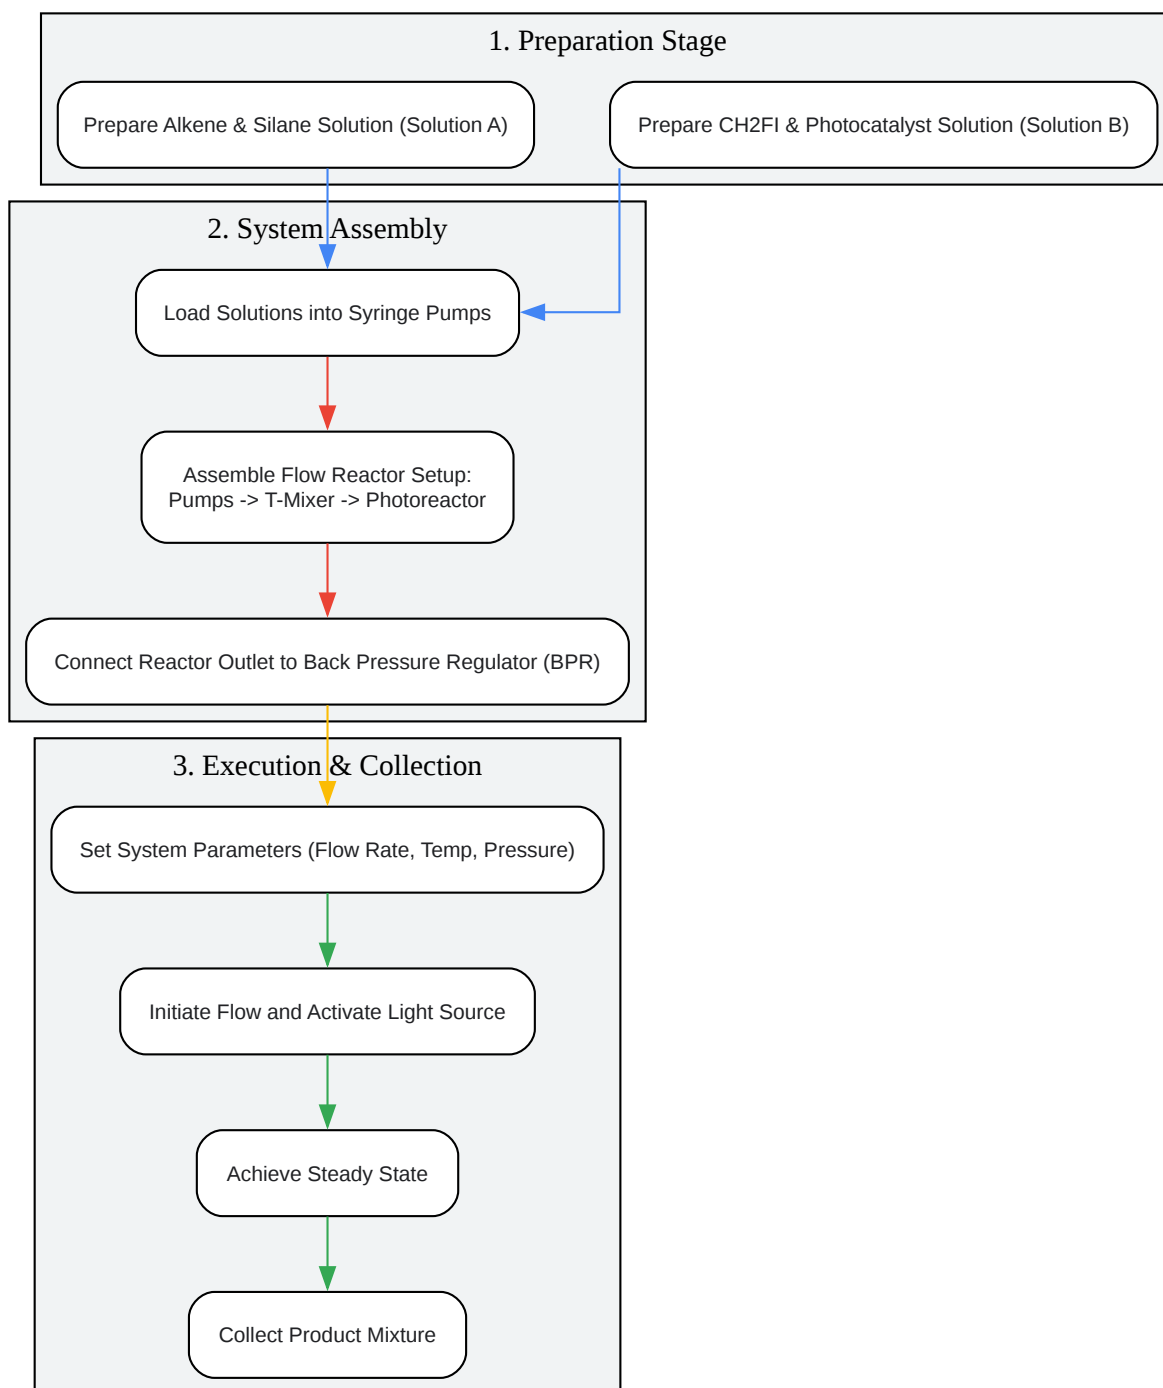 1. Preparation Stage
Prepare Alkene & Silane Solution (Solution A)
Prepare CH2FI & Photocatalyst Solution (Solution B)
2. System Assembly
Load Solutions into Syringe Pumps
Assemble Flow Reactor Setup:
Pumps -> T-Mixer -> Photoreactor
Connect Reactor Outlet to Back Pressure Regulator (BPR)
3. Execution & Collection
Set System Parameters (Flow Rate, Temp, Pressure)
Initiate Flow and Activate Light Source
Achieve Steady State
Collect Product Mixture